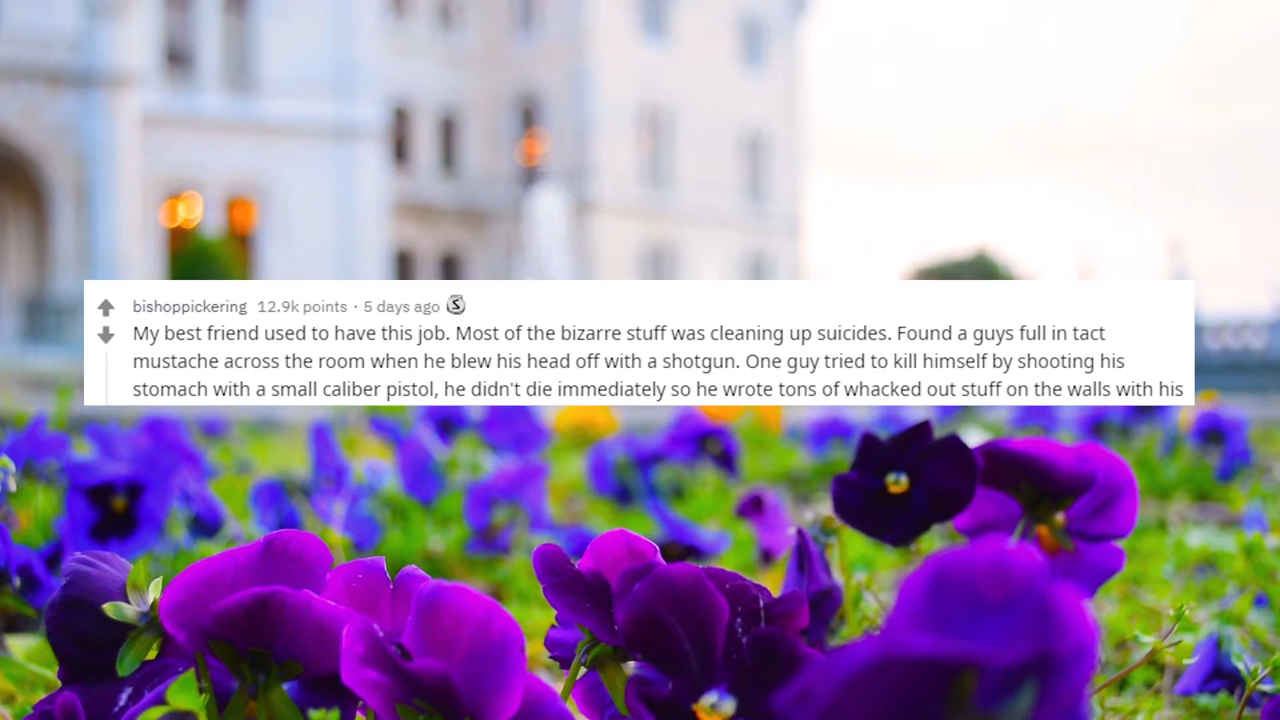 bishoppickering 12.9k points · 5 days ago
My best friend used to have this job. Most of the bizarre stuff was cleaning up suicides. Found a guys full in tact
mustache across the room when he blew his head off with a shotgun. One guy tried to kill himself by shooting his
stomach with a small caliber pistol, he didn't die immediately so he wrote tons of whacked out stuff on the walls with his